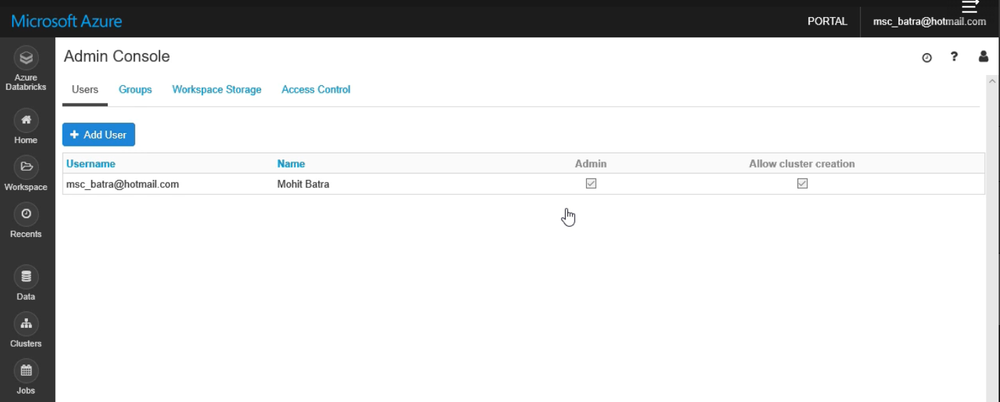 Microsoft Azure
PORTAL
msc_batra@hotmail.com
Azure
Databricks
Home
Workspace
Recents
Data
Clusters
Jobs
Admin Console
?
Users Groups Workspace Storage Access Control
+ Add User
Username Name Admin Allow cluster creation
msc_batra@hotmail.com Mohit Batra